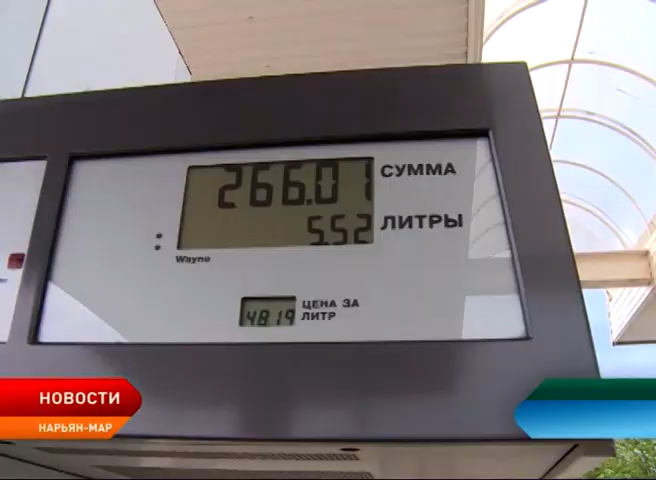 266.01 СУММА
5.52 ЛИТРЫ
Wayne
48.19 ЦЕНА ЗА
ЛИТР
НОВОСТИ
НАРЬЯН-МАР